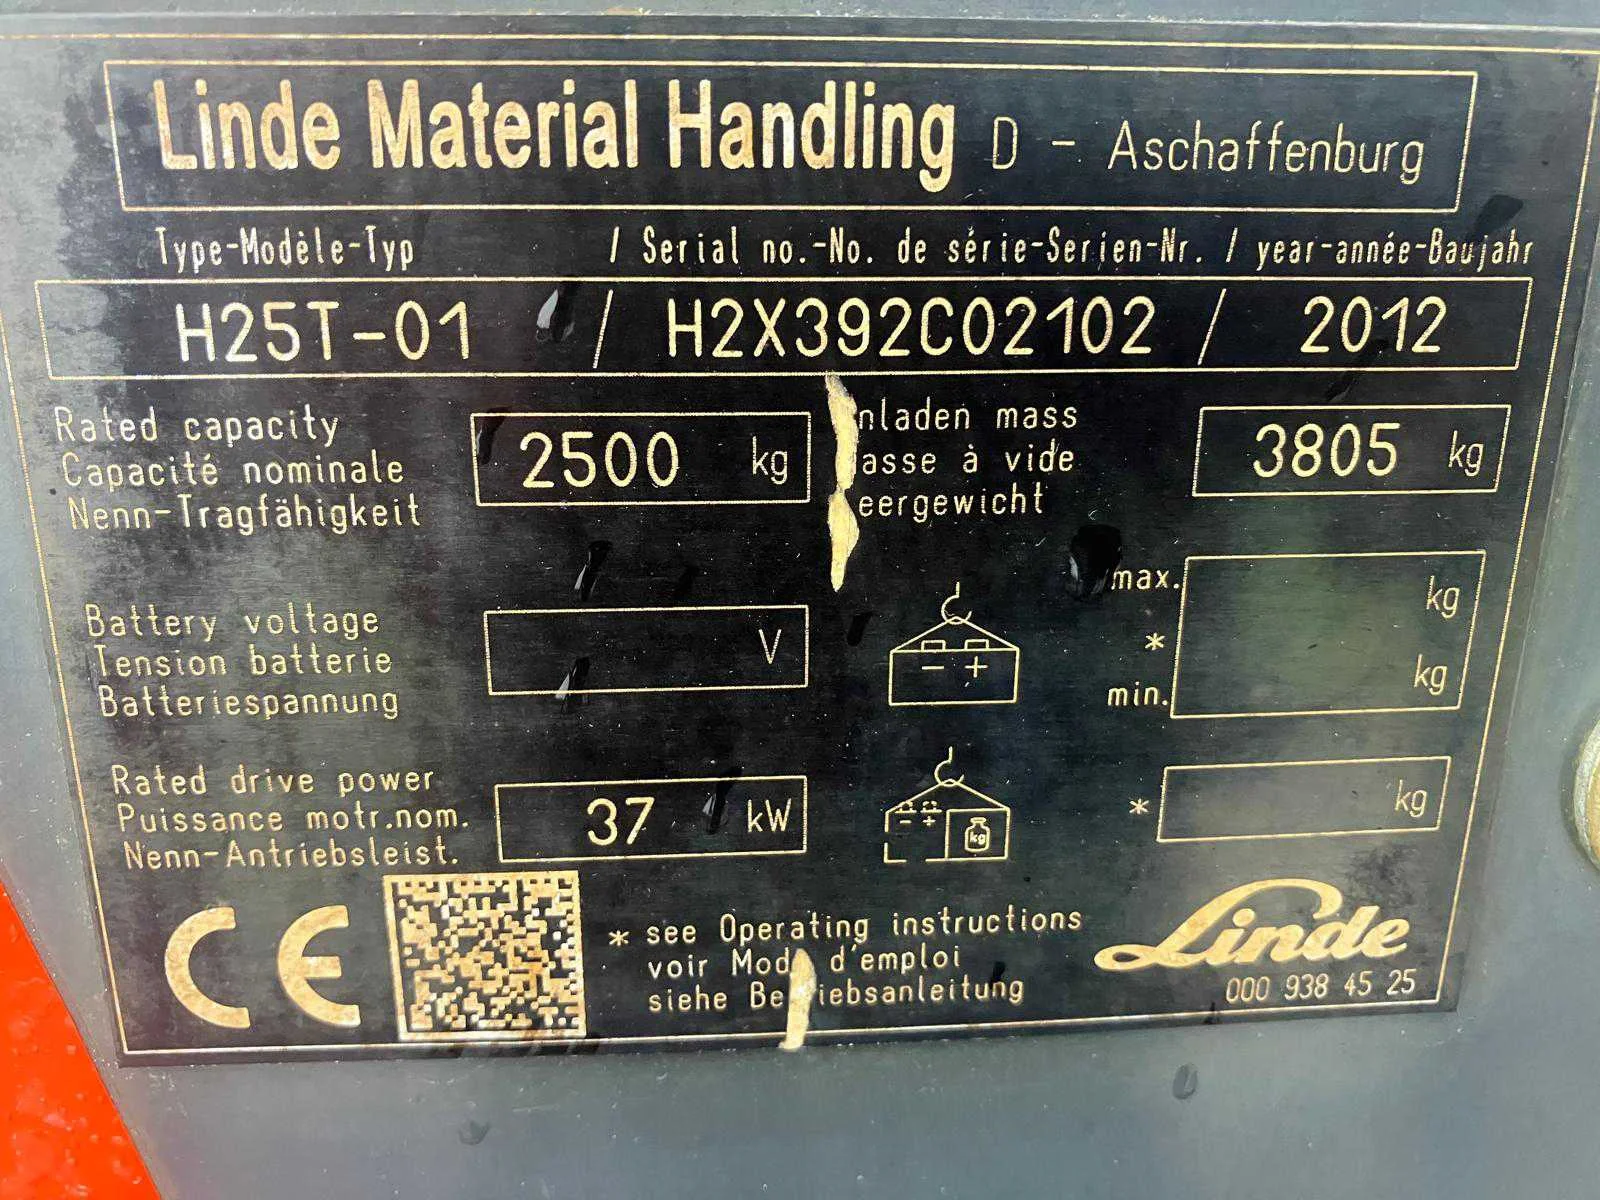 Linde Material Handling D - Aschaffenburg
Type-Modèle-Typ / Serial no.-No. de série-Serien-Nr. / year-année-Baujahr
H25T-01 / H2X392C02102 / 2012
Rated capacity
Capacité nominale
Nenn-Tragfähigkeit
2500 kg
nladen mass
asse à vide
eergewicht
3805 kg
Battery voltage
Tension batterie
Batteriespannung
V
- +
max. kg
*
min. kg
Rated drive power
Puissance motr.nom.
Nenn-Antriebsleist.
37 kW
- +
kg
* kg
CE
* see Operating instructions
voir Mod d'emploi
siehe Be iebsanleitung
Linde
000 938 45 25